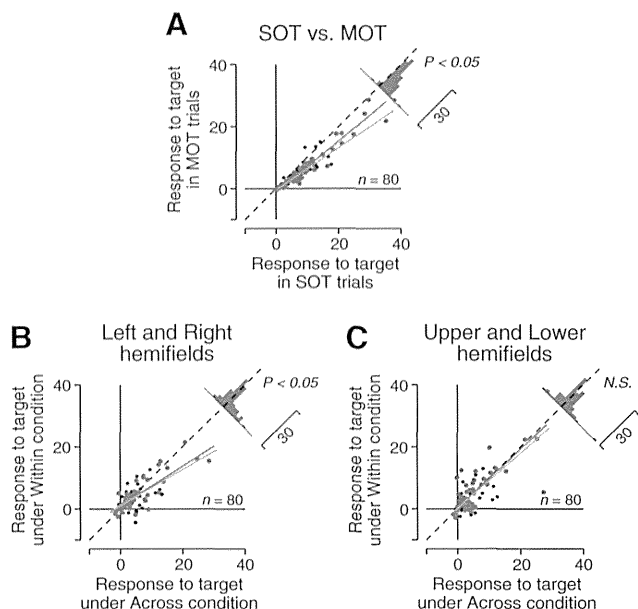 A
SOT vs. MOT
P < 0.05
30
40
20
0
Response to target
in MOT trials
n = 80
0
20
40
Response to target
in SOT trials
B
Left and Right
hemifields
P < 0.05
30
40
20
0
Response to target
under Within condition
n = 80
0
20
40
Response to target
under Across condition
C
Upper and Lower
hemifields
N.S.
30
40
20
0
Response to target
under Within condition
n = 80
0
20
40
Response to target
under Across condition